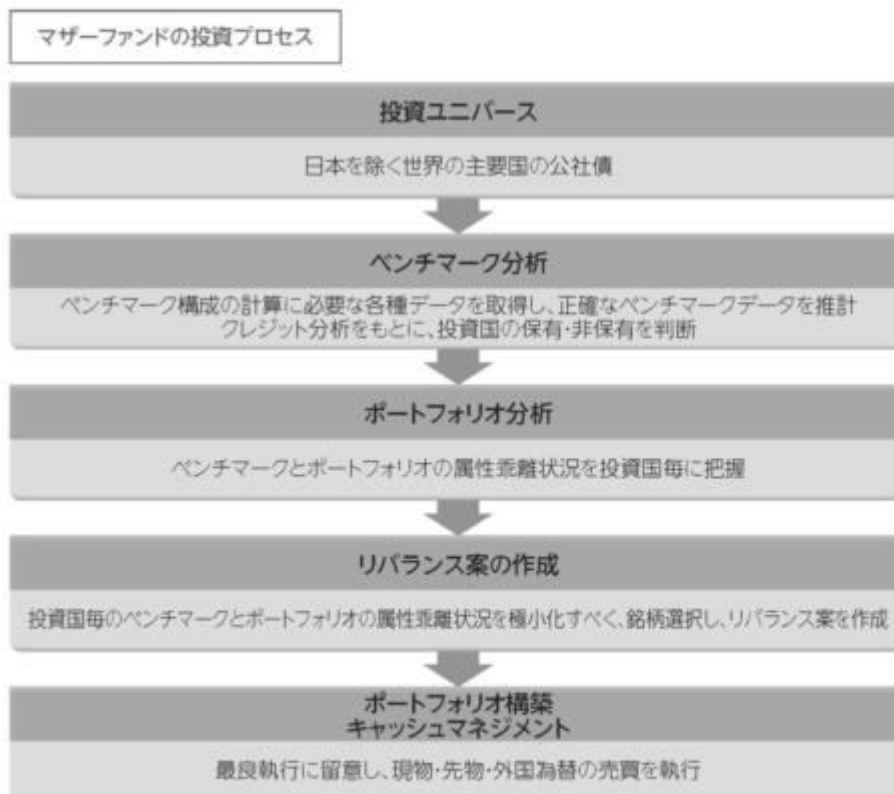 マザーファンドの投資プロセス
投資ユニバース
日本を除く世界の主要国の公社債
ベンチマーク分析
ベンチマーク構成の計算に必要な各種データを取得し、正確なベンチマークデータを推計
クレジット分析をもとに、投資国の保有・非保有を判断
ポートフォリオ分析
ベンチマークとポートフォリオの属性乖離状況を投資国毎に把握
リバランス案の作成
投資国毎のベンチマークとポートフォリオの属性乖離状況を極小化すべく、銘柄選択し、リバランス案を作成
ポートフォリオ構築
キャッシュマネジメント
最良執行に留意し、現物・先物・外国為替の売買を執行